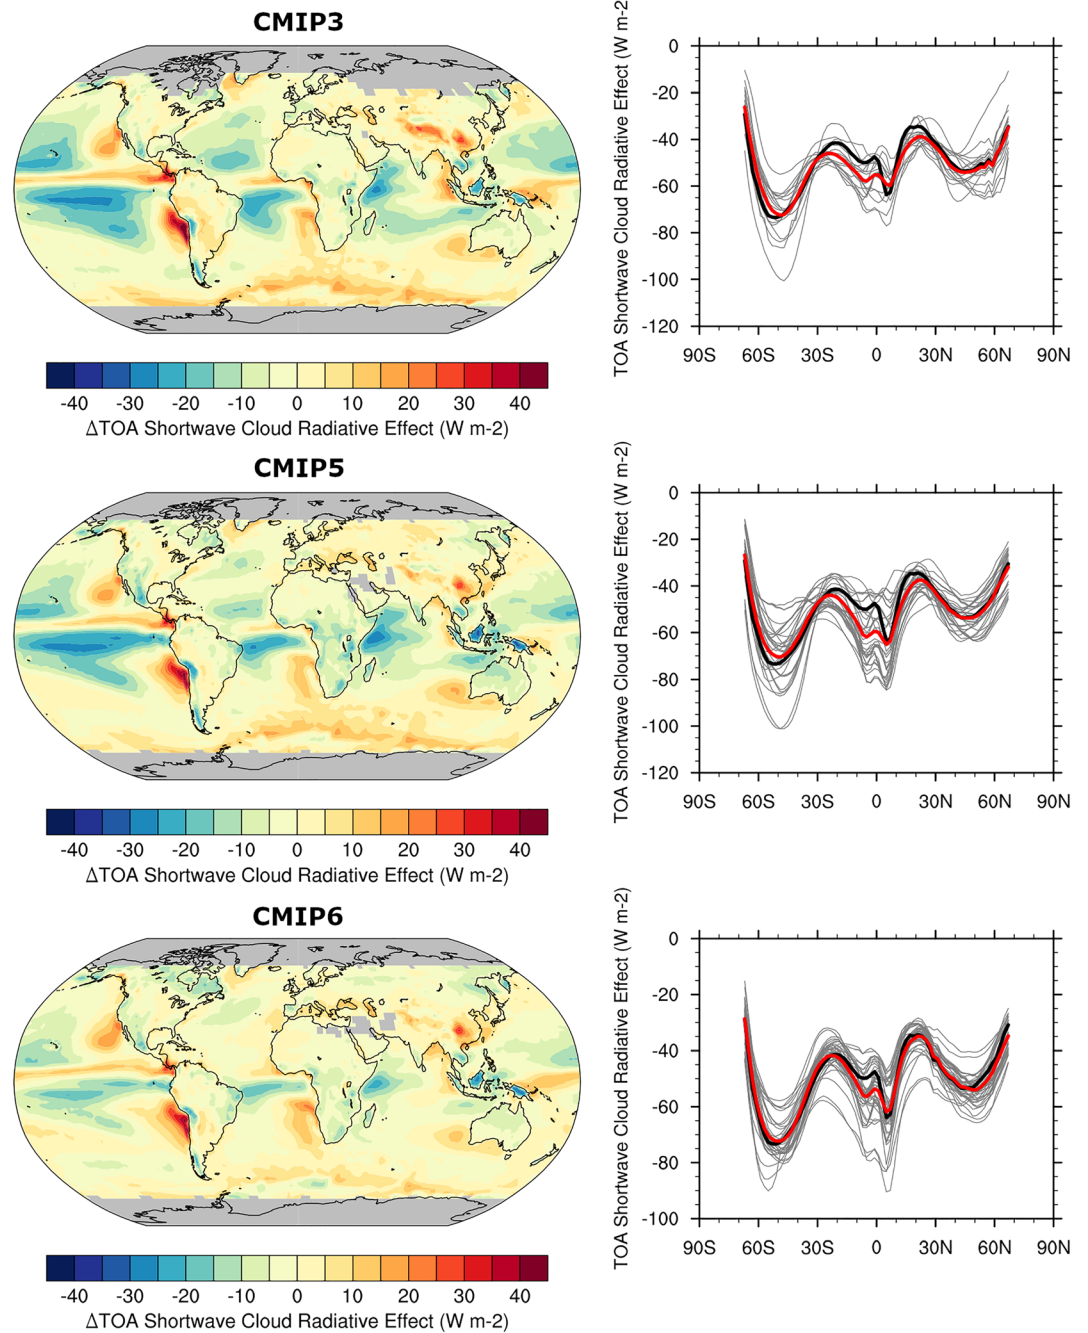 CMIP3
-40 -30 -20 -10 0 10 20 30 40
ΔTOA Shortwave Cloud Radiative Effect (W m-2)
TOA Shortwave Cloud Radiative Effect (W m-2
0
-20
-40
-60
-80
-100
-120
90S 60S 30S 0 30N 60N 90N
CMIP5
-40 -30 -20 -10 0 10 20 30 40
ΔTOA Shortwave Cloud Radiative Effect (W m-2)
TOA Shortwave Cloud Radiative Effect (W m-2)
0
-20
-40
-60
-80
-100
-120
90S 60S 30S 0 30N 60N 90N
CMIP6
-40 -30 -20 -10 0 10 20 30 40
ΔTOA Shortwave Cloud Radiative Effect (W m-2)
TOA Shortwave Cloud Radiative Effect (W m-2)
0
-20
-40
-60
-80
-100
90S 60S 30S 0 30N 60N 90N